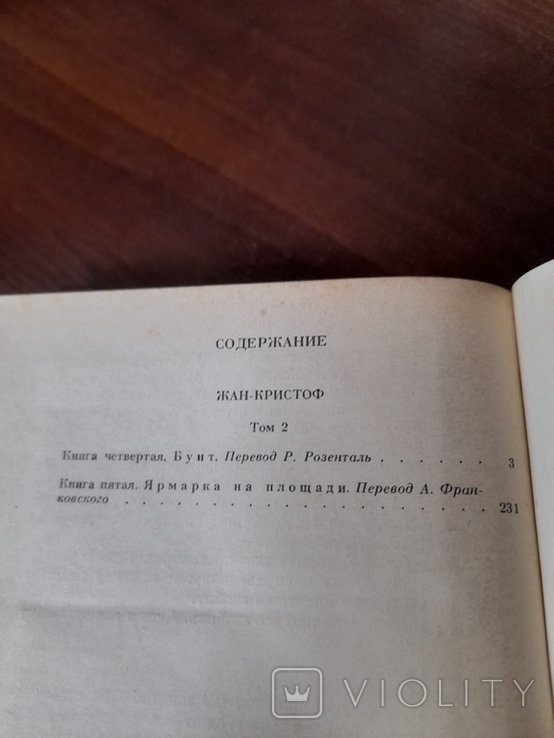 СОДЕРЖАНИЕ
ЖАН-КРИСТОФ
Том 2
Книга четвертая. Бунт. Перевод Р. Розенталь . . . . . . 3
Книга пятая. Ярмарка на площади. Перевод А. Фран-
ковского . . . . . . . . . . . . . . . . . . . . 231
VIOLITY